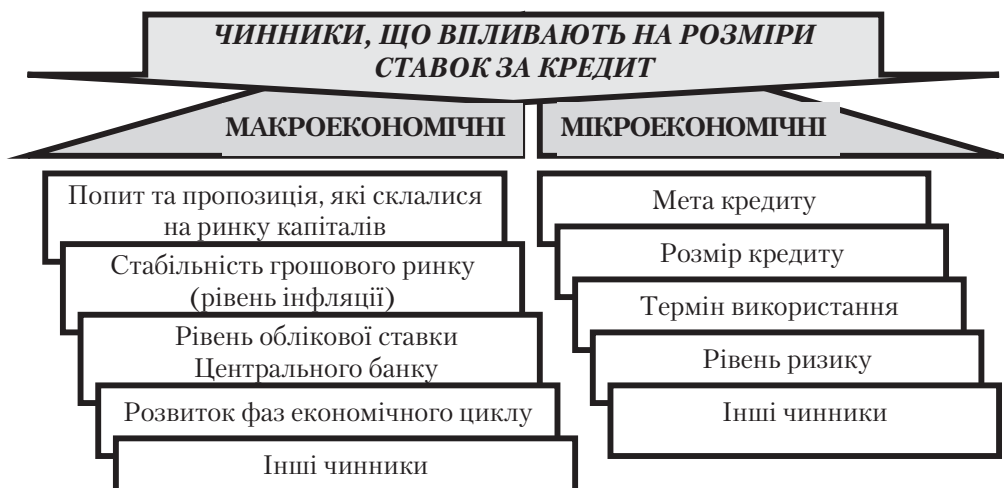 ЧИННИКИ, ЩО ВПЛИВАЮТЬ НА РОЗМІРИ
СТАВОК ЗА КРЕДИТ
МАКРОЕКОНОМІЧНІ
Попит та пропозиція, які склалися
на ринку капіталів
Стабільність грошового ринку
(рівень інфляції)
Рівень облікової ставки
Центрального банку
Розвиток фаз економічного циклу
Інші чинники
МІКРОЕКОНОМІЧНІ
Мета кредиту
Розмір кредиту
Термін використання
Рівень ризику
Інші чинники